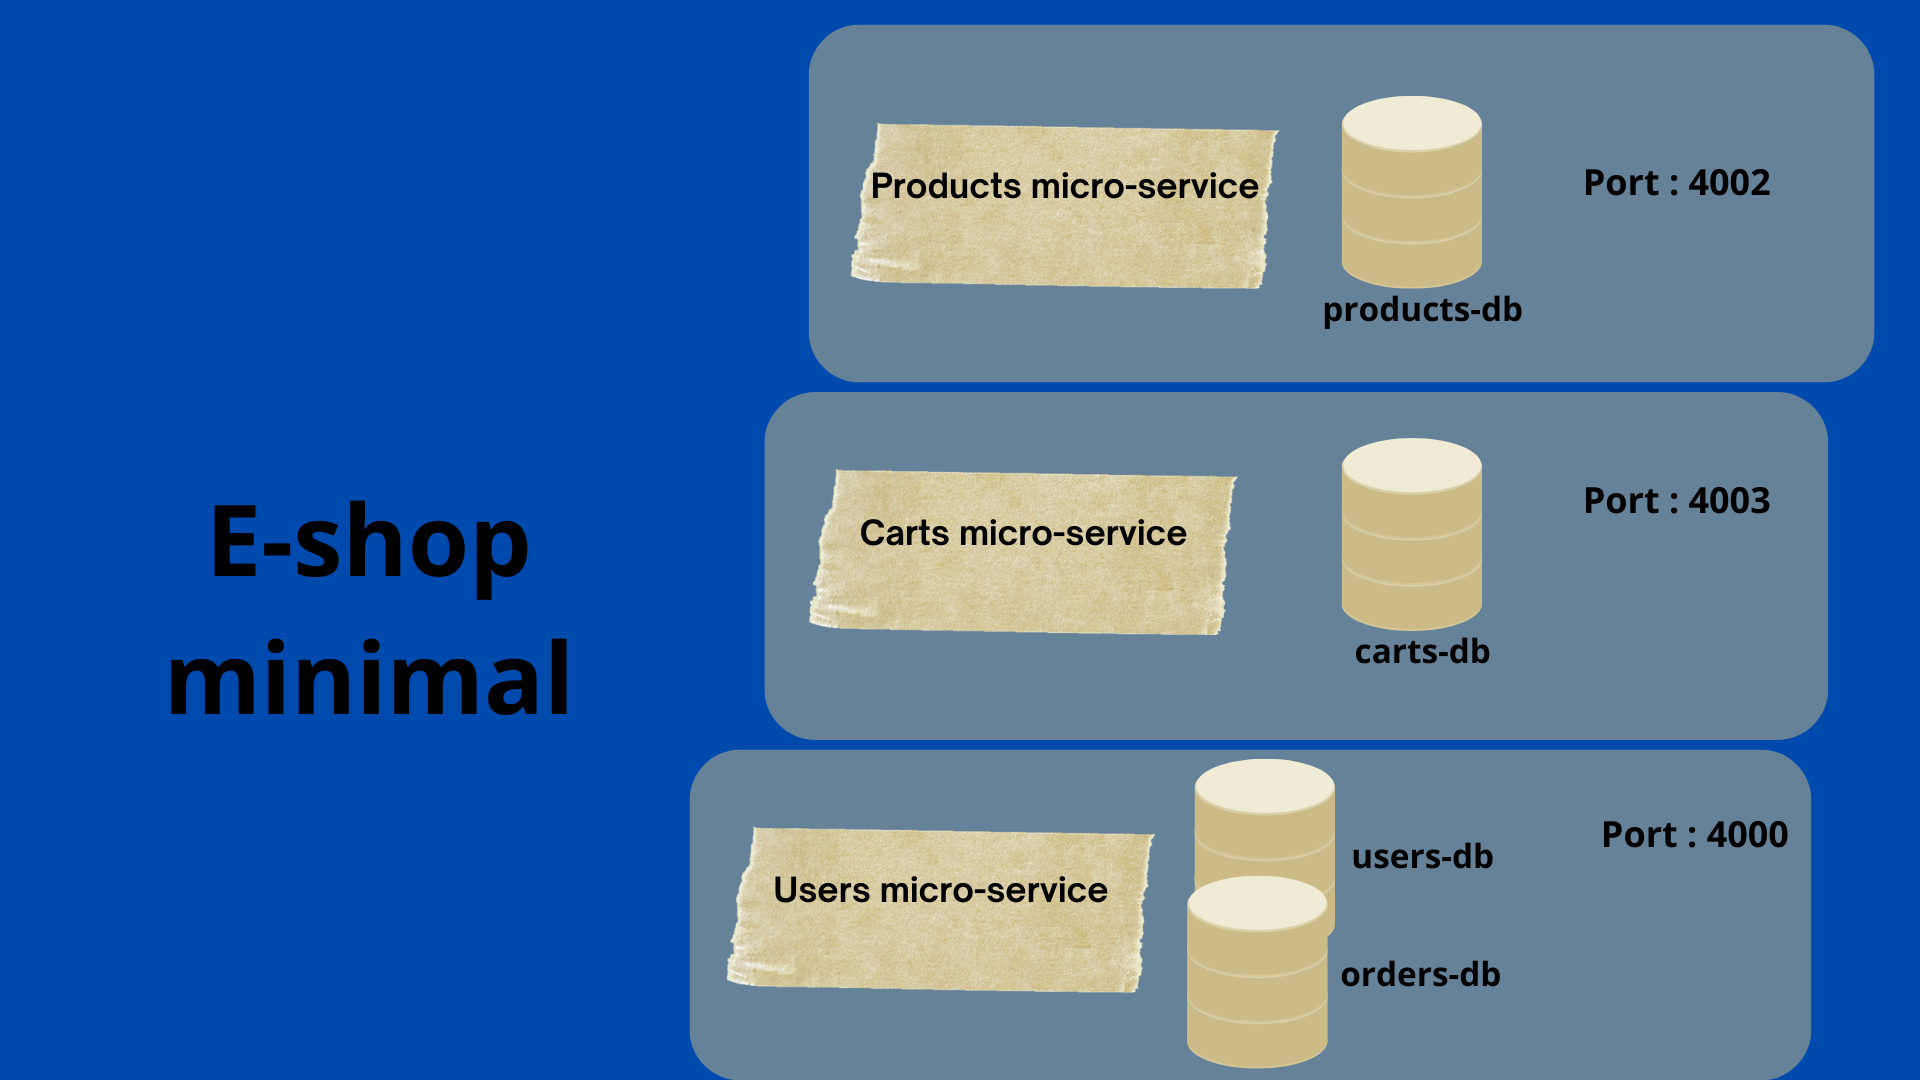 E-shop
minimal
Products micro-service
products-db
Port : 4002
Carts micro-service
carts-db
Port : 4003
Users micro-service
users-db
orders-db
Port : 4000